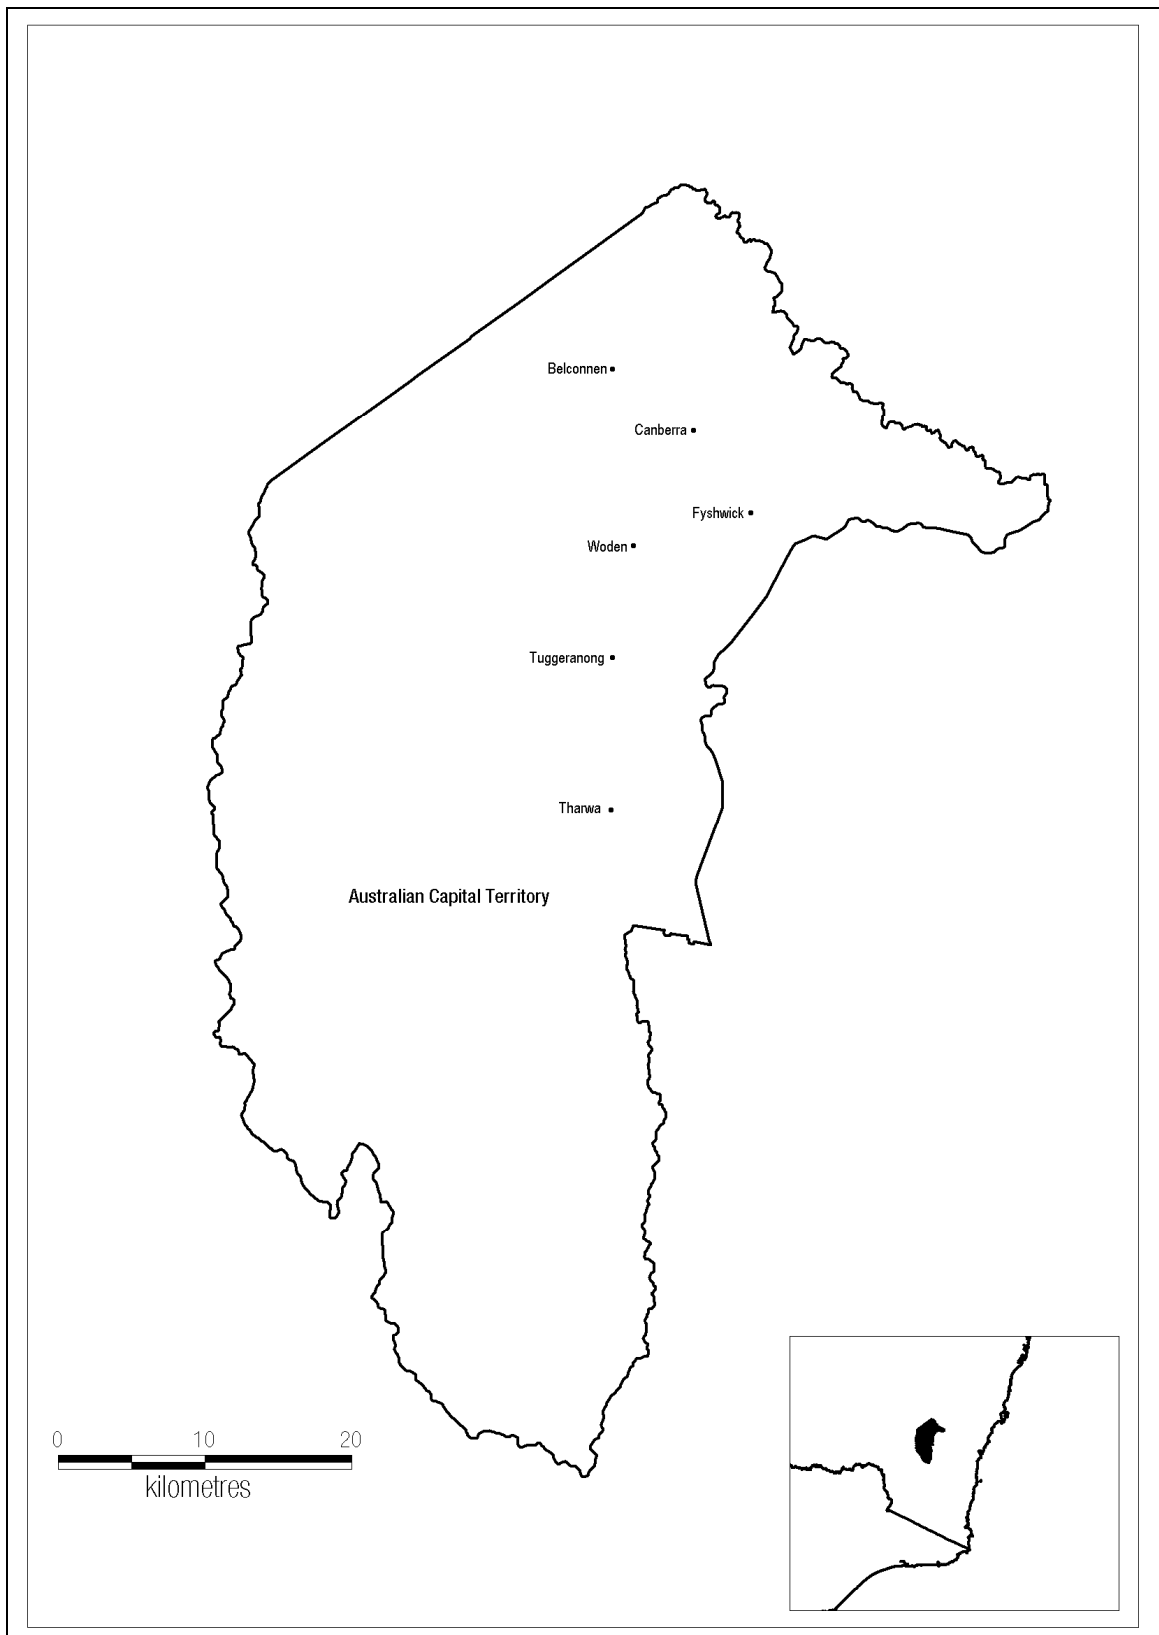 Belconnen
Canberra
Fyshwick
Woden
Tuggeranong
Tharwa
Australian Capital Territory
0 10 20
kilometres